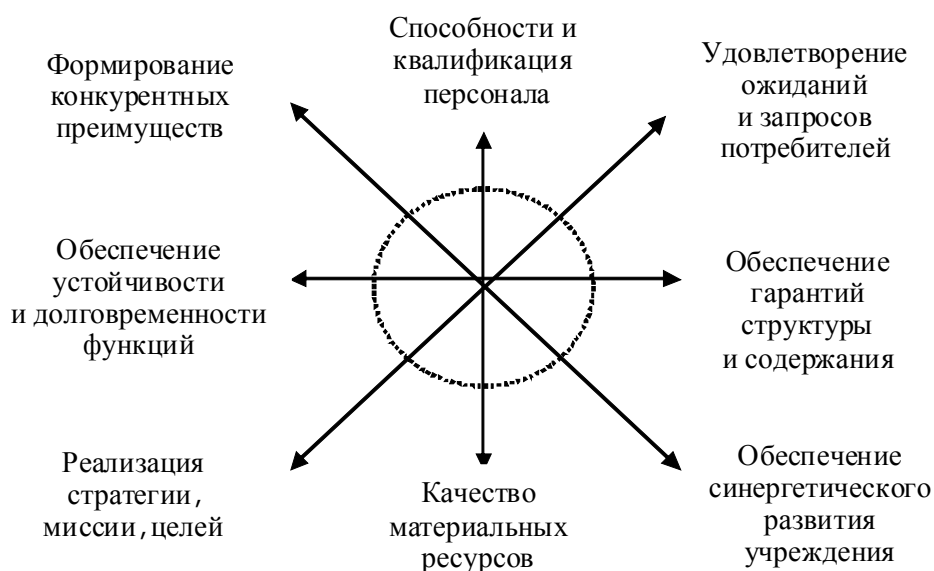 Формирование
конкурентных
преимуществ
Способности и
квалификация
персонала
Удовлетворение
ожиданий
и запросов
потребителей
Обеспечение
устойчивости
и долговременности
функций
Обеспечение
гарантий
структуры
и содержания
Реализация
стратегии,
миссии, целей
Качество
материальных
ресурсов
Обеспечение
синергетического
развития
учреждения